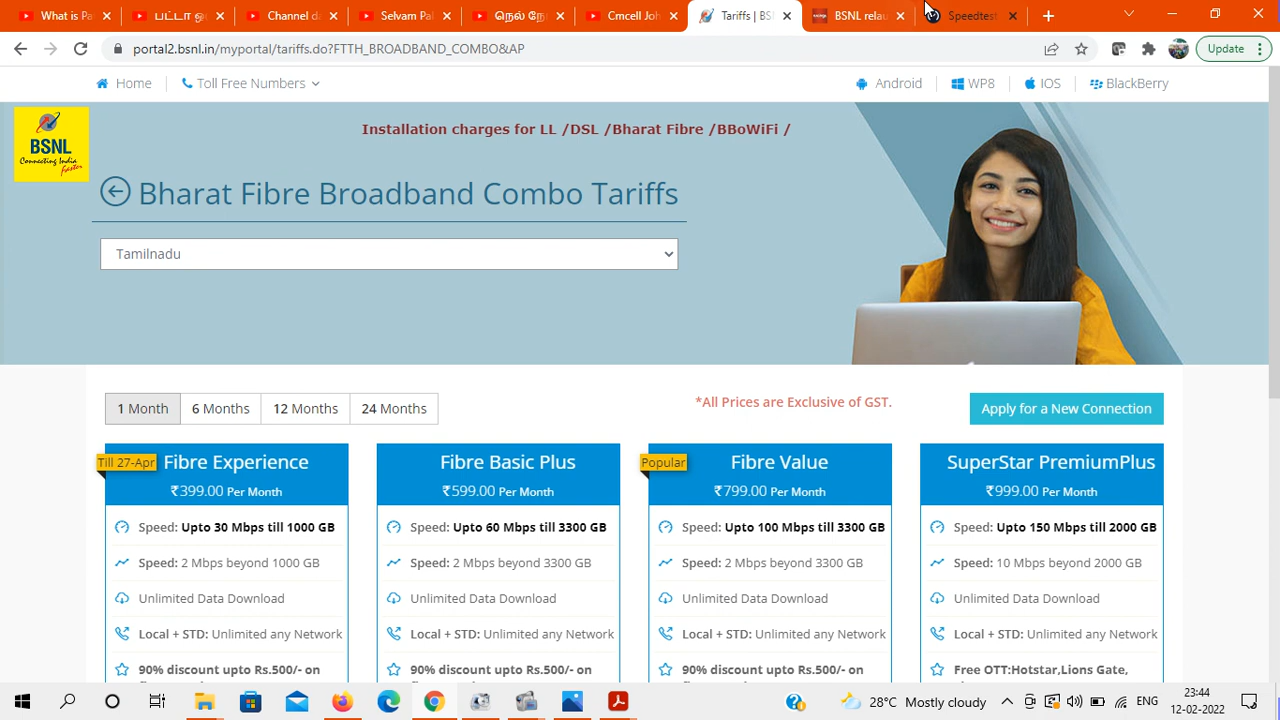 What is Pa
பட்டா ஓ
Channel da
Selvam Pal
நெல் நே
Cmcell Joh
Tariffs | BSN
BSNL relau
Speedtest
portal2.bsnl.in/myportal/tariffs.do?FTTH_BROADBAND_COMBO&AP
Update
Home
Toll Free Numbers
Android
WP8
IOS
BlackBerry
BSNL
Connecting India
Faster
Installation charges for LL /DSL /Bharat Fibre /BBoWiFi /
Bharat Fibre Broadband Combo Tariffs
Tamilnadu
1 Month
6 Months
12 Months
24 Months
*All Prices are Exclusive of GST.
Apply for a New Connection
Till 27-Apr
Fibre Experience
₹399.00 Per Month
Speed: Upto 30 Mbps till 1000 GB
Speed: 2 Mbps beyond 1000 GB
Unlimited Data Download
Local + STD: Unlimited any Network
90% discount upto Rs.500/- on
Fibre Basic Plus
₹599.00 Per Month
Speed: Upto 60 Mbps till 3300 GB
Speed: 2 Mbps beyond 3300 GB
Unlimited Data Download
Local + STD: Unlimited any Network
90% discount upto Rs.500/- on
Popular
Fibre Value
₹799.00 Per Month
Speed: Upto 100 Mbps till 3300 GB
Speed: 2 Mbps beyond 3300 GB
Unlimited Data Download
Local + STD: Unlimited any Network
90% discount upto Rs.500/- on
SuperStar PremiumPlus
₹999.00 Per Month
Speed: Upto 150 Mbps till 2000 GB
Speed: 10 Mbps beyond 2000 GB
Unlimited Data Download
Local + STD: Unlimited any Network
Free OTT:Hotstar,Lions Gate,
28°C Mostly cloudy
ENG
23:44
12-02-2022